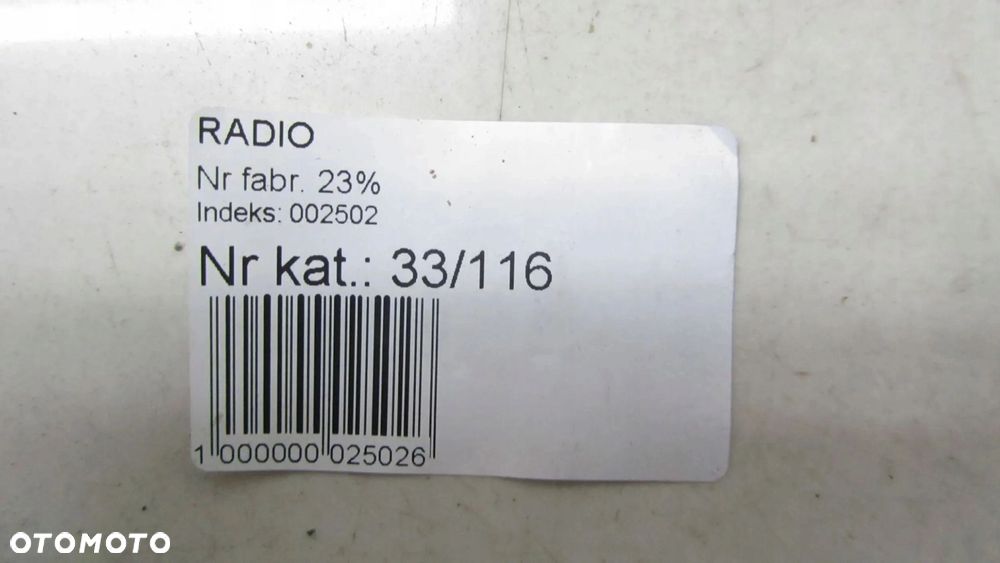 RADIO
Nr fabr. 23%
Indeks: 002502
Nr kat.: 33/116
1 000000 025026
OTOMOTO